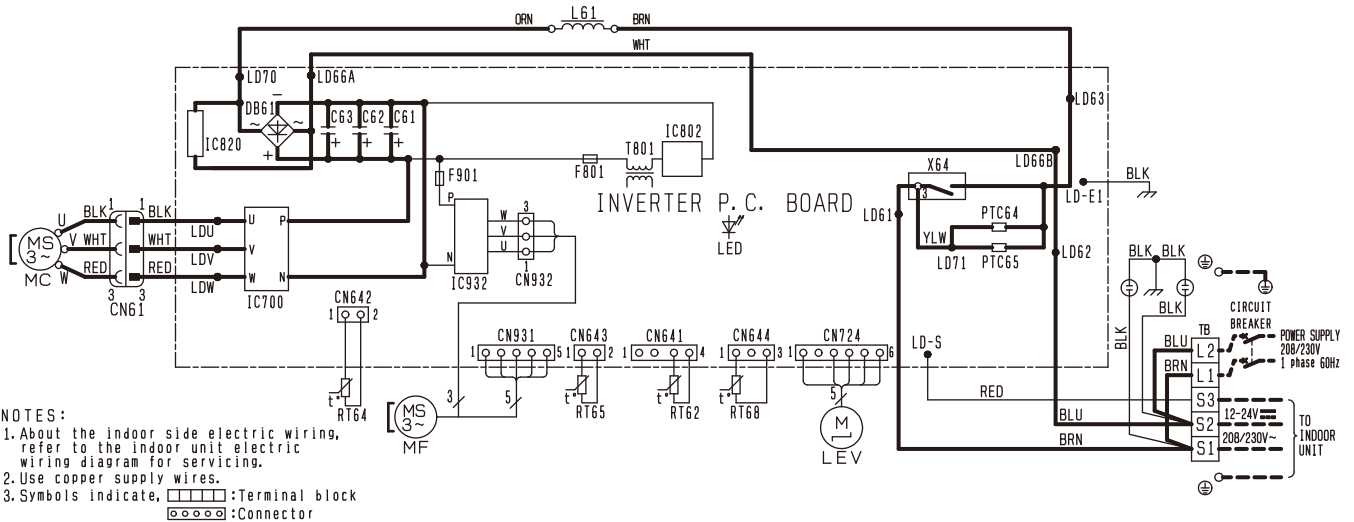 L61
ORN
BRN
WHT
LD70
LD66A
DB61
−
~
~
+
IC820
C63
C62
C61
+
+
+
F901
F801
T801
IC802
INVERTER P. C. BOARD
LED
X64
3
LD66B
LD63
LD61
LD-E1
BLK
YLW
LD71
PTC64
PTC65
LD62
U
V
W
MS
3~
MC
BLK
WHT
RED
1
1
3
3
CN61
BLK
WHT
RED
LDU
LDV
LDW
U
V
W
P
N
IC700
P
N
W
V
U
IC932
3
1
CN932
CN642
1
2
t°
RT64
CN931
1
5
3
5
MS
3~
MF
CN643
1
2
t°
RT65
CN641
1
4
t°
RT62
CN644
1
3
t°
RT68
CN724
1
6
5
M
LEV
LD-S
RED
BLU
BRN
BLK
BLK
BLK
BLK
TB
BLU
L2
BRN
L1
S3
S2
S1
CIRCUIT
BREAKER
POWER SUPPLY
208/230V
1 phase 60Hz
12-24V
208/230V~
TO
INDOOR
UNIT
NOTES:
1. About the indoor side electric wiring,
refer to the indoor unit electric
wiring diagram for servicing.
2. Use copper supply wires.
3. Symbols indicate, :Terminal block
:Connector